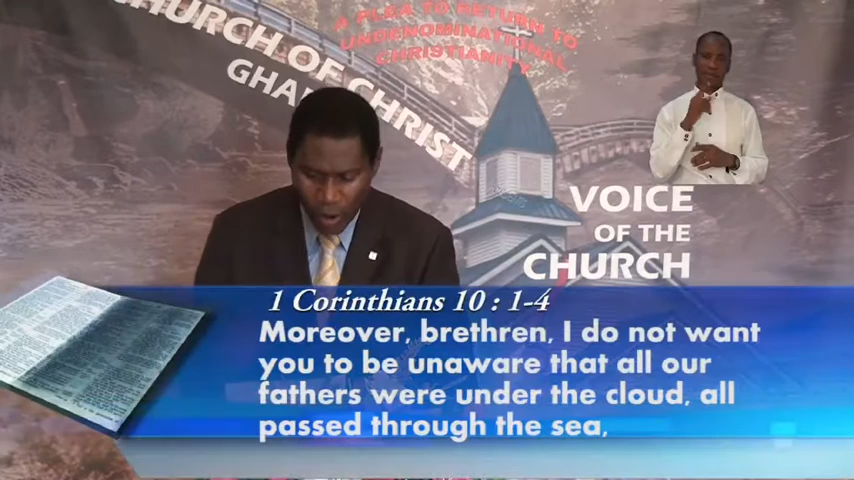 A PLEA TO RETURN TO
UNDENOMINATIONAL
CHRISTIANITY
CHURCH OF CHRIST
GHA
VOICE
OF THE
CHURCH
1 Corinthians 10 : 1-4
Moreover, brethren, I do not want
you to be unaware that all our
fathers were under the cloud, all
passed through the sea,